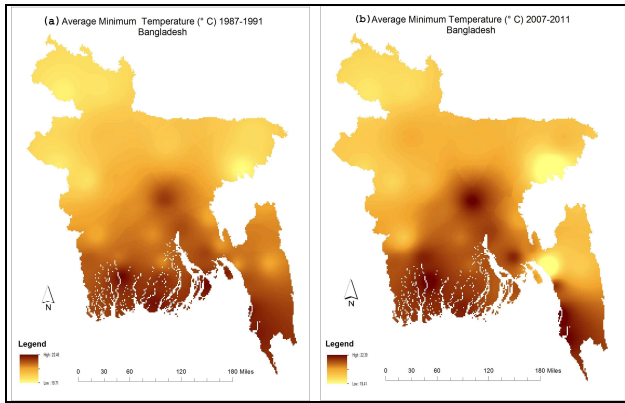 (a) Average Minimum Temperature (° C) 1987-1991
Bangladesh
N
Legend
0 30 60 120 180 Miles
(b) Average Minimum Temperature (° C) 2007-2011
Bangladesh
N
Legend
0 30 60 120 180 Miles